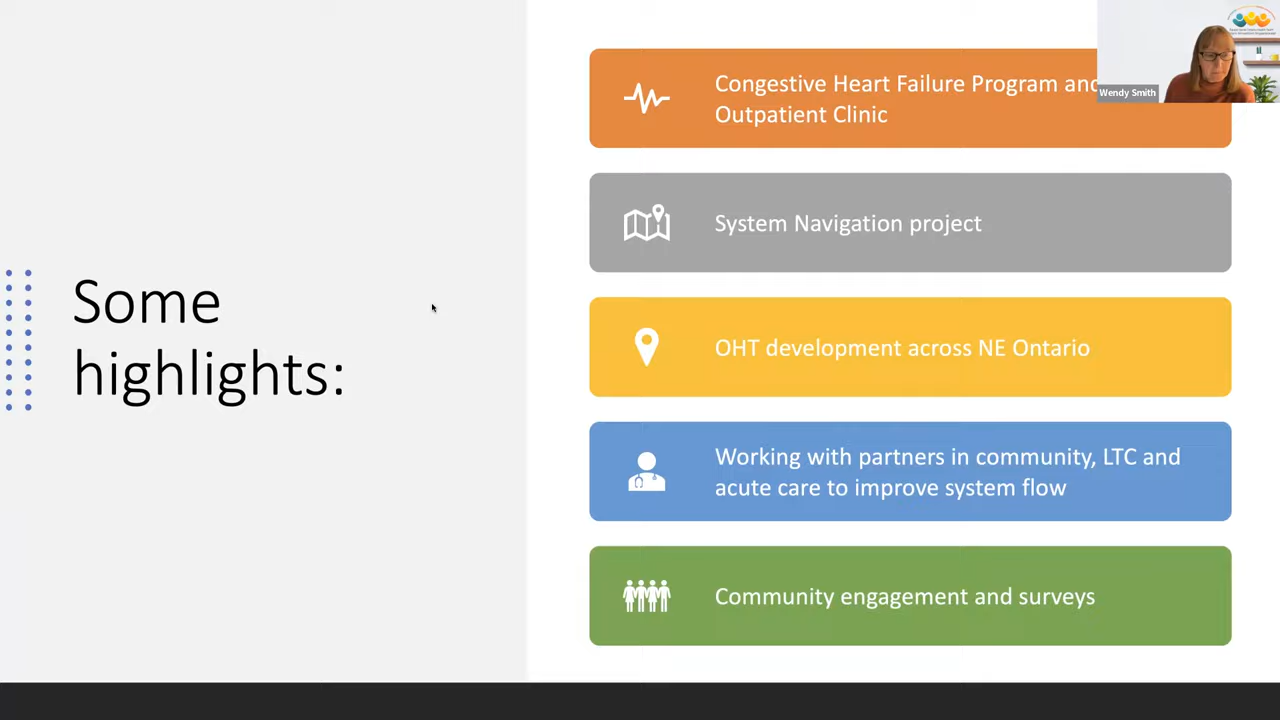 Some
highlights:
Congestive Heart Failure Program and
Outpatient Clinic
System Navigation project
OHT development across NE Ontario
Working with partners in community, LTC and
acute care to improve system flow
Community engagement and surveys
Wendy Smith